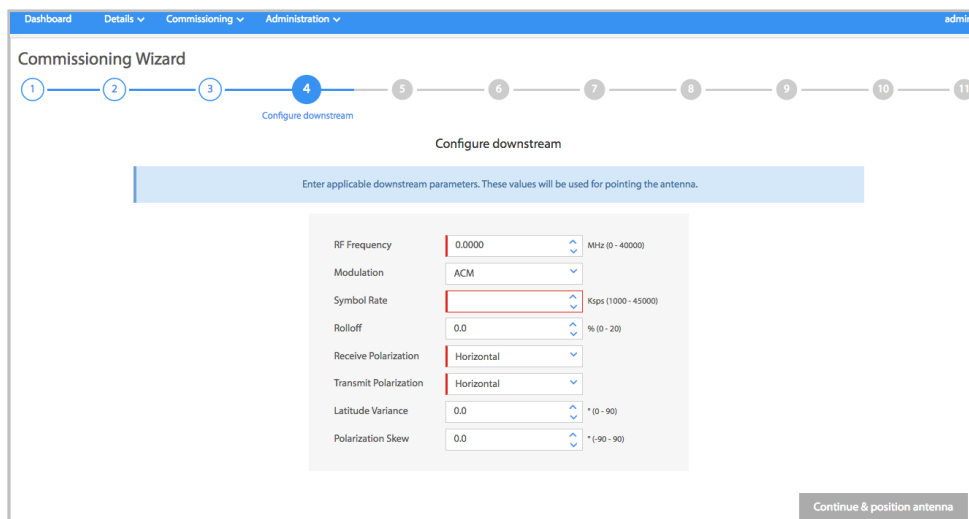 Dashboard Details Commissioning Administration admin
Commissioning Wizard
1 2 3 4 5 6 7 8 9 10 11
Configure downstream
Configure downstream
Enter applicable downstream parameters. These values will be used for pointing the antenna.
RF Frequency 0.0000 MHz (0 - 40000)
Modulation ACM
Symbol Rate Ksps (1000 - 45000)
Rolloff 0.0 % (0 - 20)
Receive Polarization Horizontal
Transmit Polarization Horizontal
Latitude Variance 0.0 ° (0 - 90)
Polarization Skew 0.0 ° (-90 - 90)
Continue & position antenna